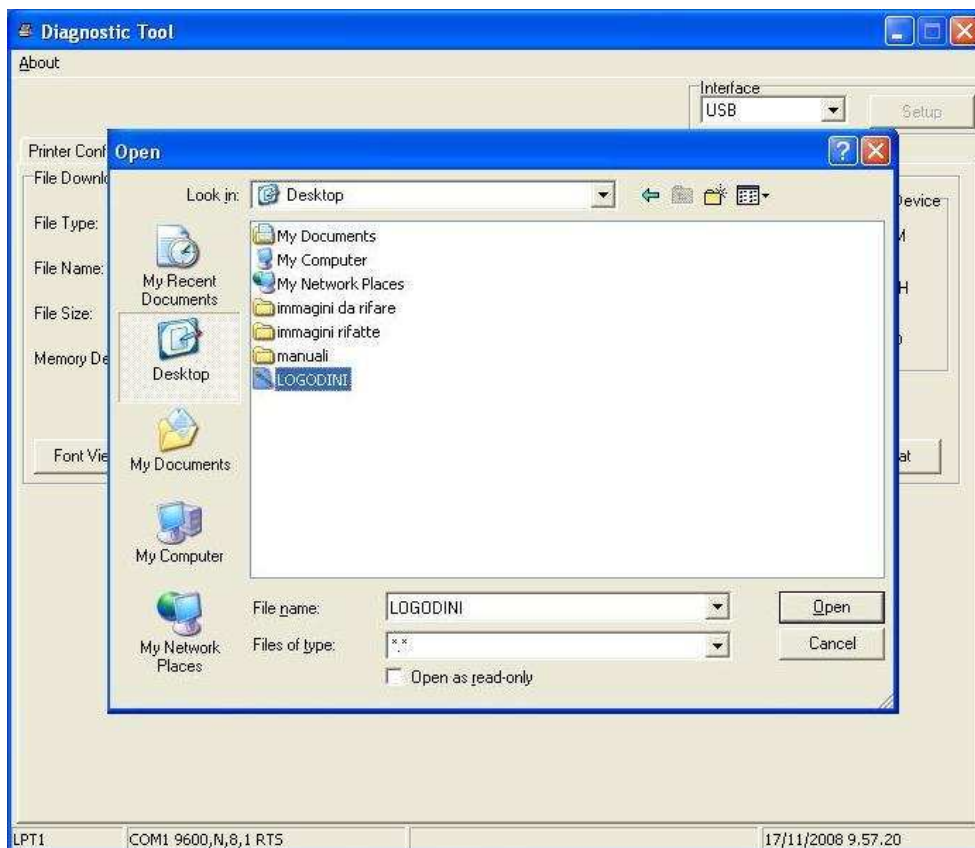 Diagnostic Tool
About
Interface
USB
Setup
Printer Conf
Open
File Downlo
Look in: Desktop
Device
File Type:
My Documents
My Computer
File Name:
My Network Places
My Recent Documents
immagini da rifare
File Size:
immagini rifatte
Memory De
manuali
Desktop
LOGODINI
Font Vie
My Documents
at
My Computer
File name: LOGODINI
Open
My Network Places
Files of type: *.*
Cancel
Open as read-only
LPT1
COM1 9600,N,8,1 RTS
17/11/2008 9.57.20